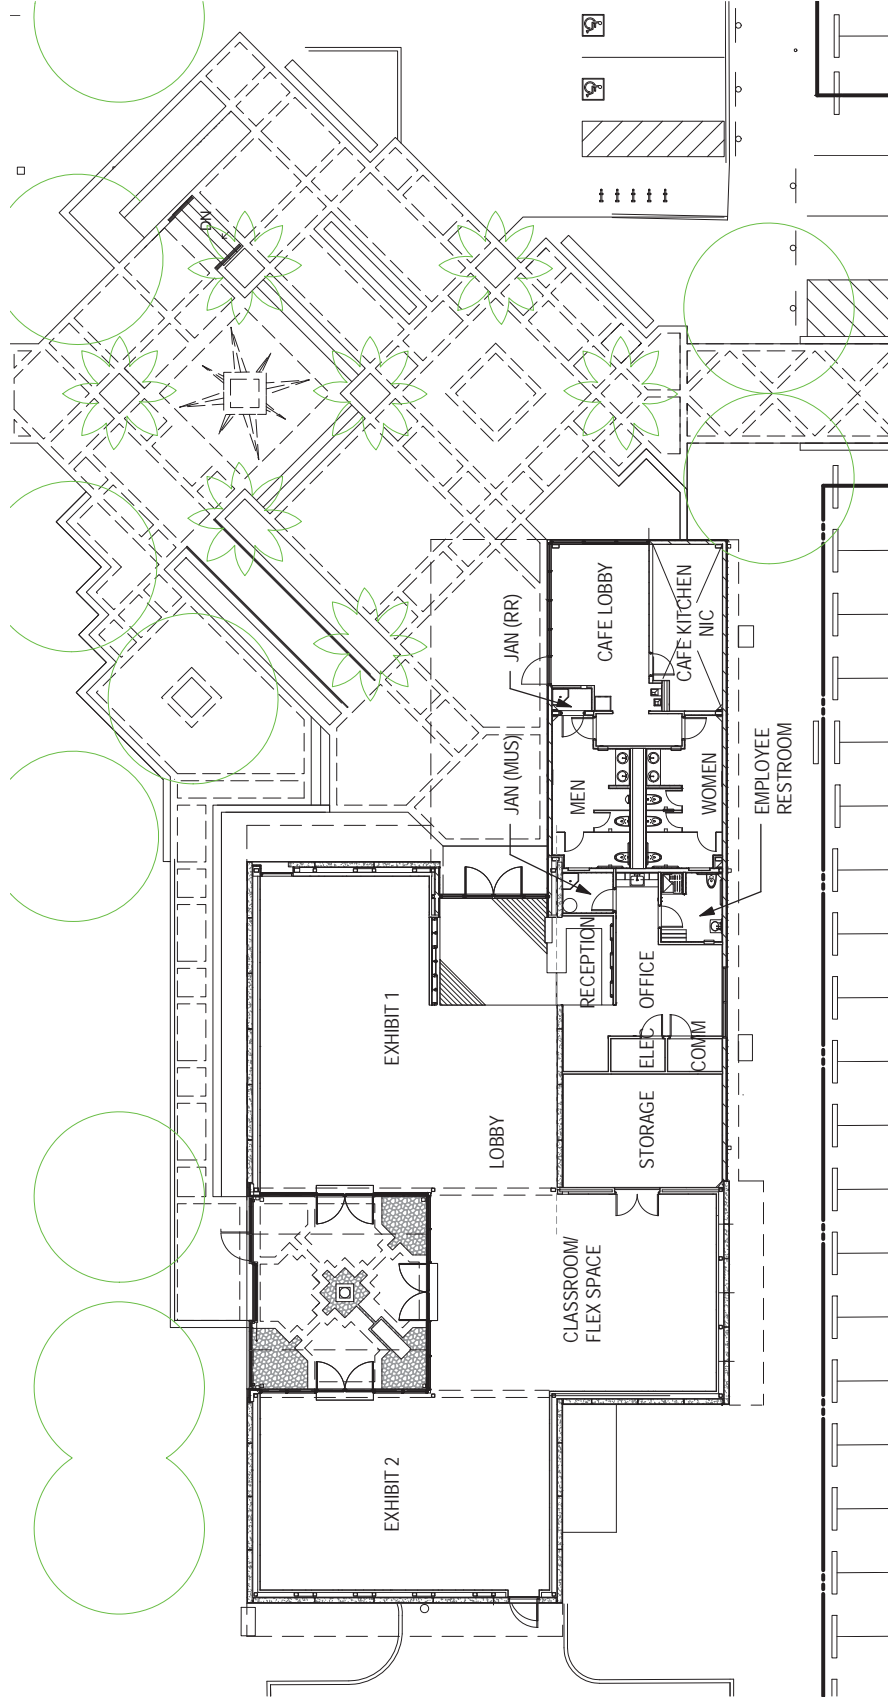 DN
CAFE LOBBY
CAFE KITCHEN
NIC
JAN (RR)
JAN (MUS)
MEN
WOMEN
EMPLOYEE
RESTROOM
RECEPTION
OFFICE
ELEC
COMM
EXHIBIT 1
LOBBY
STORAGE
CLASSROOM/
FLEX SPACE
EXHIBIT 2